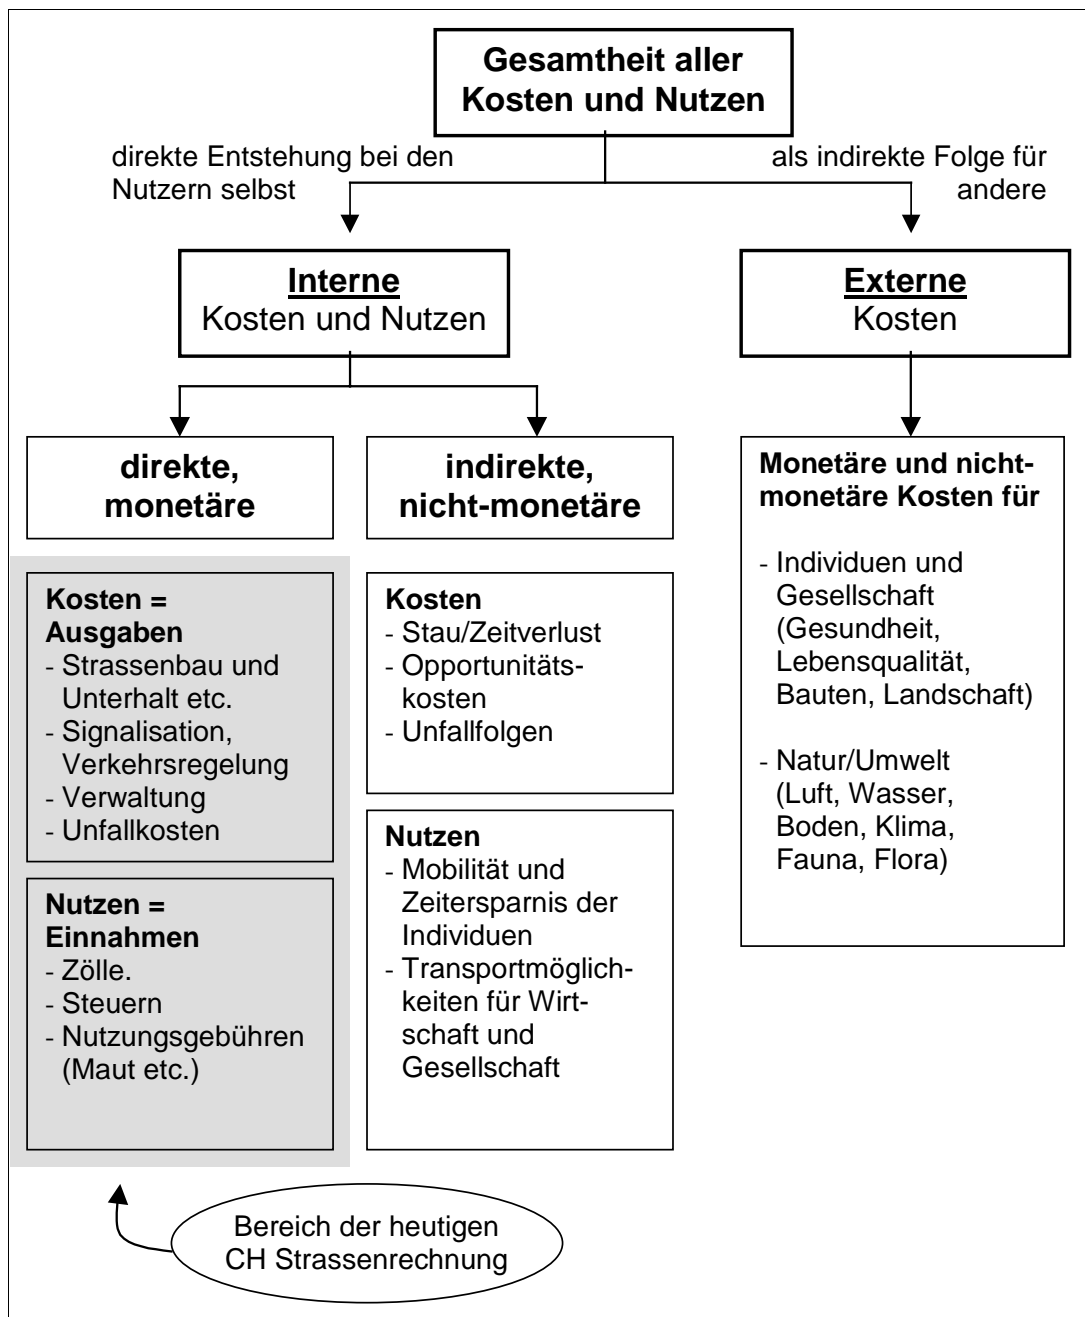 Gesamtheit aller
Kosten und Nutzen
direkte Entstehung bei den
Nutzern selbst
als indirekte Folge für
andere
Interne
Kosten und Nutzen
Externe
Kosten
direkte,
monetäre
indirekte,
nicht-monetäre
Kosten =
Ausgaben
- Strassenbau und
Unterhalt etc.
- Signalisation,
Verkehrsregelung
- Verwaltung
- Unfallkosten
Nutzen =
Einnahmen
- Zölle.
- Steuern
- Nutzungsgebühren
(Maut etc.)
Kosten
- Stau/Zeitverlust
- Opportunitäts-
kosten
- Unfallfolgen
Nutzen
- Mobilität und
Zeitersparnis der
Individuen
- Transportmöglich-
keiten für Wirt-
schaft und
Gesellschaft
Monetäre und nicht-
monetäre Kosten für
- Individuen und
Gesellschaft
(Gesundheit,
Lebensqualität,
Bauten, Landschaft)
- Natur/Umwelt
(Luft, Wasser,
Boden, Klima,
Fauna, Flora)
Bereich der heutigen
CH Strassenrechnung